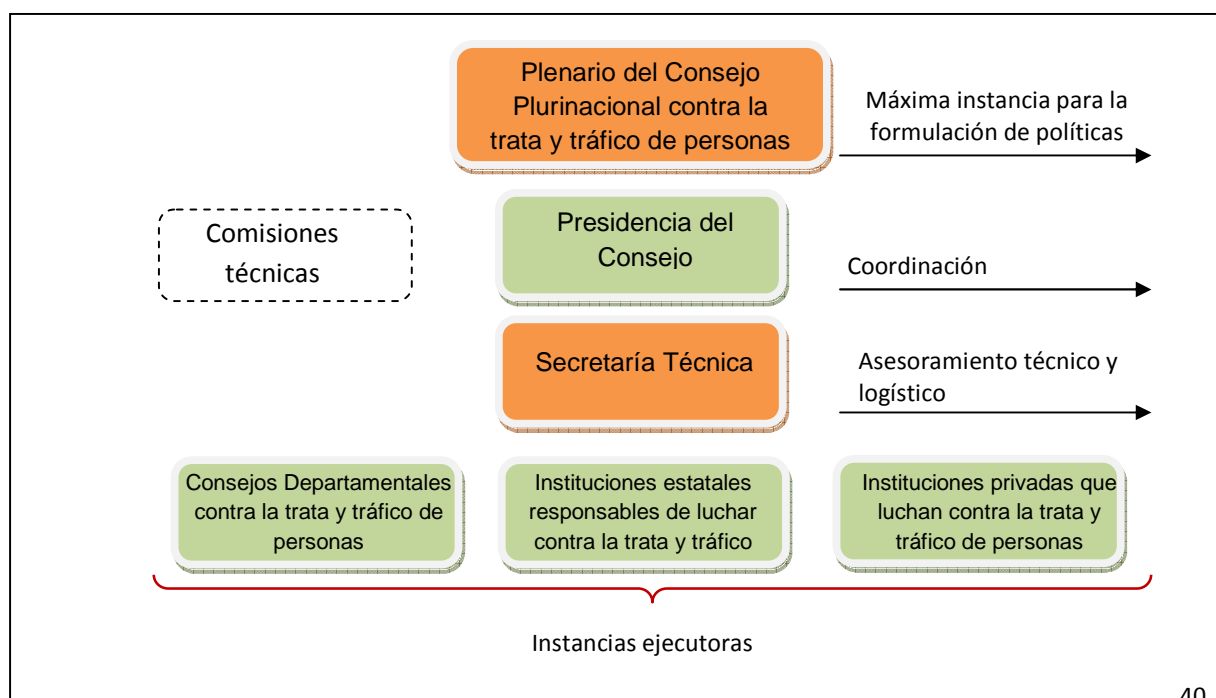 Plenario del Consejo
Plurinacional contra la
trata y tráfico de personas
Máxima instancia para la
formulación de políticas
Comisiones
técnicas
Presidencia del
Consejo
Coordinación
Secretaría Técnica
Asesoramiento técnico y
logístico
Consejos Departamentales
contra la trata y tráfico de
personas
Instituciones estatales
responsables de luchar
contra la trata y tráfico
Instituciones privadas que
luchan contra la trata y
tráfico de personas
Instancias ejecutoras
40